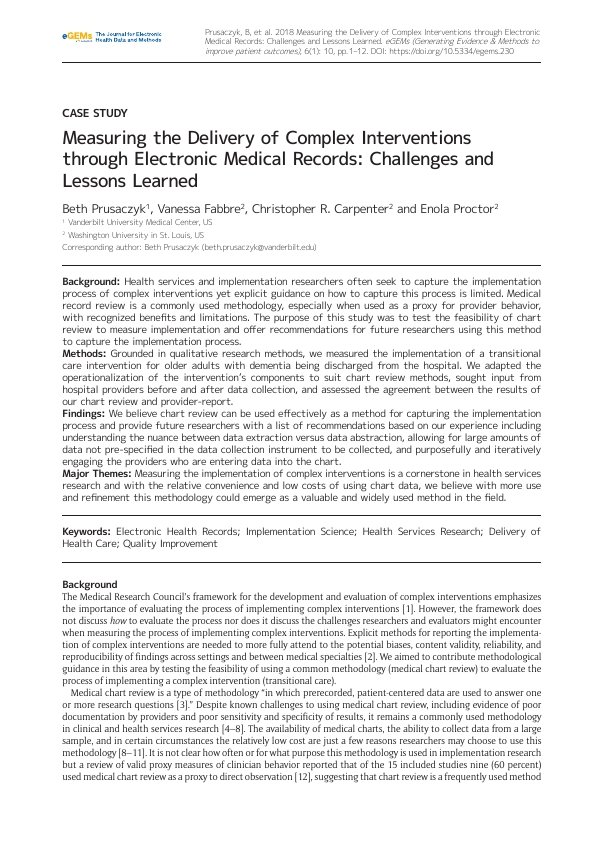 eGEMs The Journal for Electronic
Health Data and Methods
Prusaczyk, B, et al. 2018 Measuring the Delivery of Complex Interventions through Electronic
Medical Records: Challenges and Lessons Learned. eGEMs (Generating Evidence & Methods to
improve patient outcomes), 6(1): 10, pp.1–12. DOI: https://doi.org/10.5334/egems.230
CASE STUDY
Measuring the Delivery of Complex Interventions
through Electronic Medical Records: Challenges and
Lessons Learned
Beth Prusaczyk¹, Vanessa Fabbre², Christopher R. Carpenter² and Enola Proctor²
¹ Vanderbilt University Medical Center, US
² Washington University in St. Louis, US
Corresponding author: Beth Prusaczyk (beth.prusaczyk@vanderbilt.edu)
Background: Health services and implementation researchers often seek to capture the implementation
process of complex interventions yet explicit guidance on how to capture this process is limited. Medical
record review is a commonly used methodology, especially when used as a proxy for provider behavior,
with recognized benefits and limitations. The purpose of this study was to test the feasibility of chart
review to measure implementation and offer recommendations for future researchers using this method
to capture the implementation process.
Methods: Grounded in qualitative research methods, we measured the implementation of a transitional
care intervention for older adults with dementia being discharged from the hospital. We adapted the
operationalization of the intervention's components to suit chart review methods, sought input from
hospital providers before and after data collection, and assessed the agreement between the results of
our chart review and provider-report.
Findings: We believe chart review can be used effectively as a method for capturing the implementation
process and provide future researchers with a list of recommendations based on our experience including
understanding the nuance between data extraction versus data abstraction, allowing for large amounts of
data not pre-specified in the data collection instrument to be collected, and purposefully and iteratively
engaging the providers who are entering data into the chart.
Major Themes: Measuring the implementation of complex interventions is a cornerstone in health services
research and with the relative convenience and low costs of using chart data, we believe with more use
and refinement this methodology could emerge as a valuable and widely used method in the field.
Keywords: Electronic Health Records; Implementation Science; Health Services Research; Delivery of
Health Care; Quality Improvement
Background
The Medical Research Council's framework for the development and evaluation of complex interventions emphasizes
the importance of evaluating the process of implementing complex interventions [1]. However, the framework does
not discuss how to evaluate the process nor does it discuss the challenges researchers and evaluators might encounter
when measuring the process of implementing complex interventions. Explicit methods for reporting the implementa-
tion of complex interventions are needed to more fully attend to the potential biases, content validity, reliability, and
reproducibility of findings across settings and between medical specialties [2]. We aimed to contribute methodological
guidance in this area by testing the feasibility of using a common methodology (medical chart review) to evaluate the
process of implementing a complex intervention (transitional care).
Medical chart review is a type of methodology "in which prerecorded, patient-centered data are used to answer one
or more research questions [3]." Despite known challenges to using medical chart review, including evidence of poor
documentation by providers and poor sensitivity and specificity of results, it remains a commonly used methodology
in clinical and health services research [4–8]. The availability of medical charts, the ability to collect data from a large
sample, and in certain circumstances the relatively low cost are just a few reasons researchers may choose to use this
methodology [8–11]. It is not clear how often or for what purpose this methodology is used in implementation research
but a review of valid proxy measures of clinician behavior reported that of the 15 included studies nine (60 percent)
used medical chart review as a proxy to direct observation [12], suggesting that chart review is a frequently used method